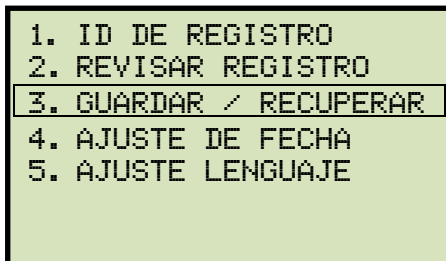 1. ID DE REGISTRO
2. REVISAR REGISTRO
3. GUARDAR / RECUPERAR
4. AJUSTE DE FECHA
5. AJUSTE LENGUAJE